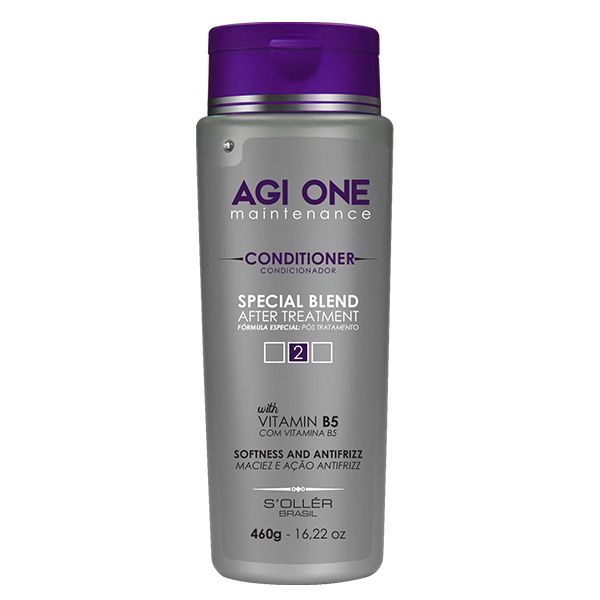 AGI ONE
maintenance
CONDITIONER
CONDICIONADOR
SPECIAL BLEND
AFTER TREATMENT
FÓRMULA ESPECIAL: PÓS TRATAMENTO
2
with
VITAMIN B5
COM VITAMINA B5
SOFTNESS AND ANTIFRIZZ
MACIEZ E AÇÃO ANTIFRIZZ
S'OLLÉR
BRASIL
460g - 16,22 oz